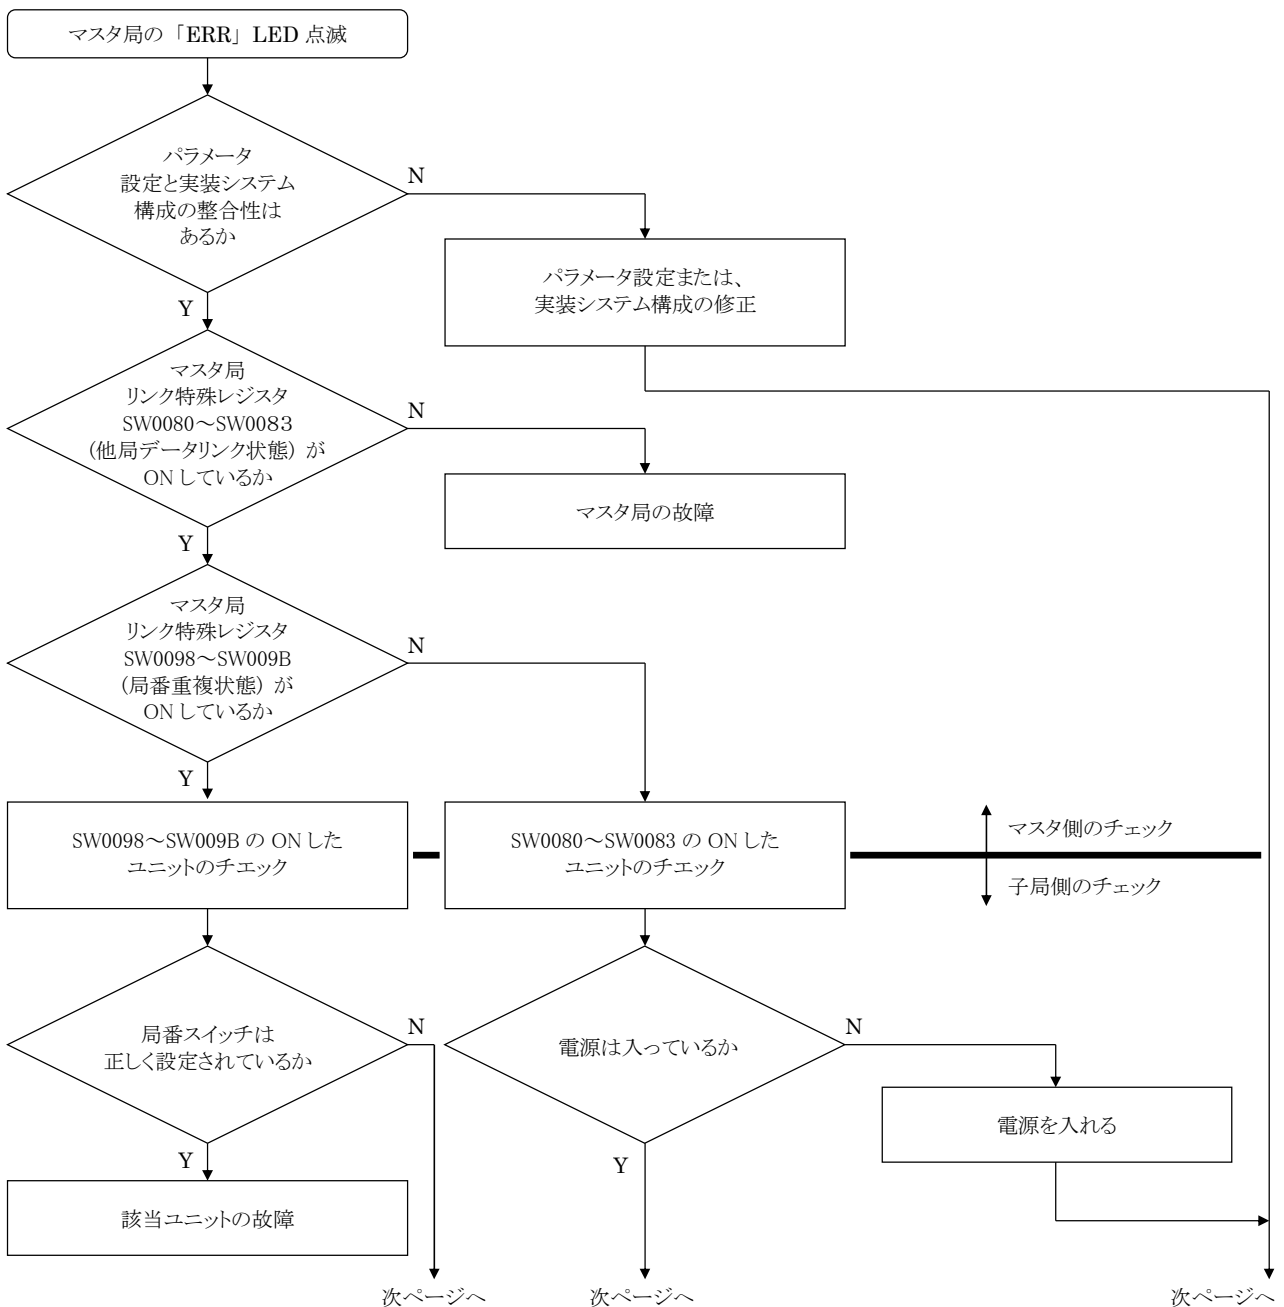 マスタ局の「ERR」LED 点滅
パラメータ
設定と実装システム
構成の整合性は
あるか
N
パラメータ設定または、
実装システム構成の修正
Y
マスタ局
リンク特殊レジスタ
SW0080～SW0083
(他局データリンク状態)が
ON しているか
N
マスタ局の故障
Y
マスタ局
リンク特殊レジスタ
SW0098～SW009B
(局番重複状態)が
ON しているか
N
Y
SW0098～SW009B の ON した
ユニットのチエック
SW0080～SW0083 の ON した
ユニットのチエック
マスタ側のチェック
子局側のチェック
局番スイッチは
正しく設定されているか
N
電源は入っているか
N
電源を入れる
Y
Y
該当ユニットの故障
次ページへ
次ページへ
次ページへ